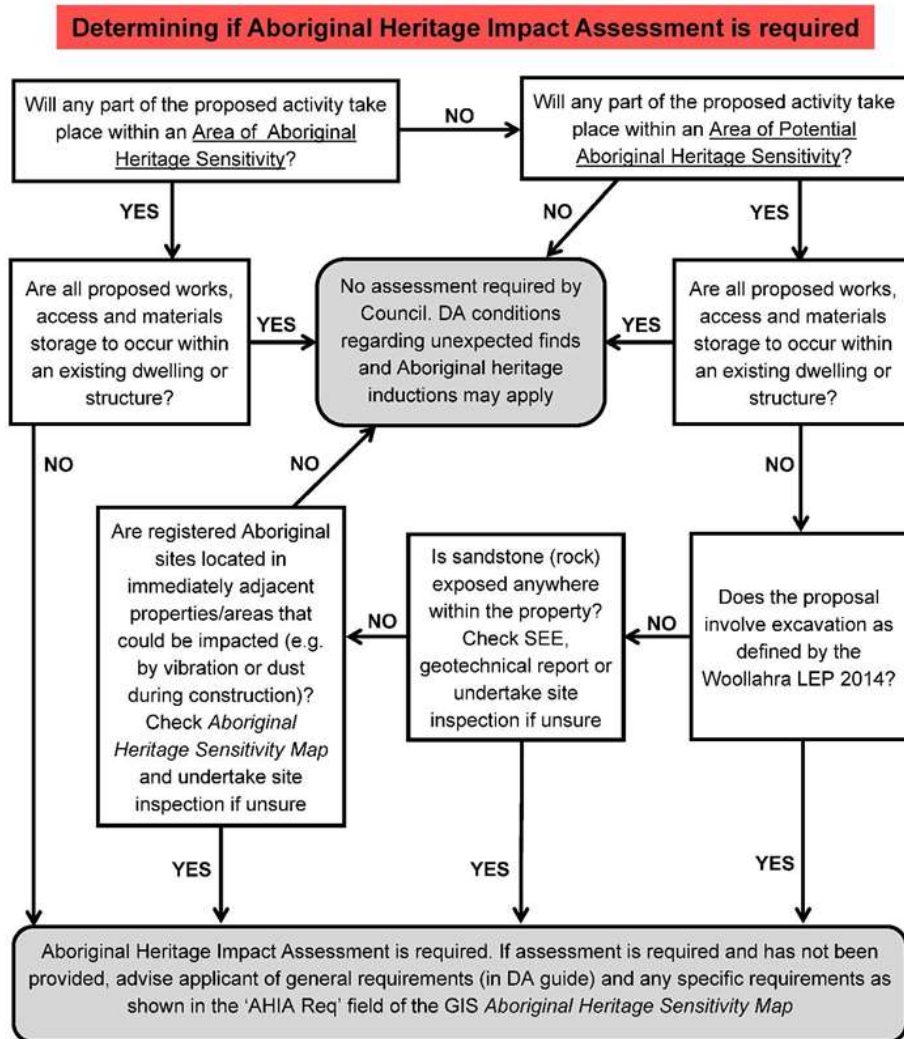 Determining if Aboriginal Heritage Impact Assessment is required
Will any part of the proposed activity take
place within an Area of Aboriginal
Heritage Sensitivity?
NO
Will any part of the proposed activity take
place within an Area of Potential
Aboriginal Heritage Sensitivity?
YES
NO
YES
Are all proposed works,
access and materials
storage to occur within
an existing dwelling or
structure?
YES
No assessment required by
Council. DA conditions
regarding unexpected finds
and Aboriginal heritage
inductions may apply
YES
Are all proposed works,
access and materials
storage to occur within
an existing dwelling or
structure?
NO
NO
NO
Are registered Aboriginal
sites located in
immediately adjacent
properties/areas that
could be impacted (e.g.
by vibration or dust
during construction)?
Check Aboriginal
Heritage Sensitivity Map
and undertake site
inspection if unsure
NO
Is sandstone (rock)
exposed anywhere
within the property?
Check SEE,
geotechnical report or
undertake site
inspection if unsure
NO
Does the proposal
involve excavation as
defined by the
Woollahra LEP 2014?
YES
YES
YES
Aboriginal Heritage Impact Assessment is required. If assessment is required and has not been
provided, advise applicant of general requirements (in DA guide) and any specific requirements as
shown in the ‘AHIA Req’ field of the GIS Aboriginal Heritage Sensitivity Map